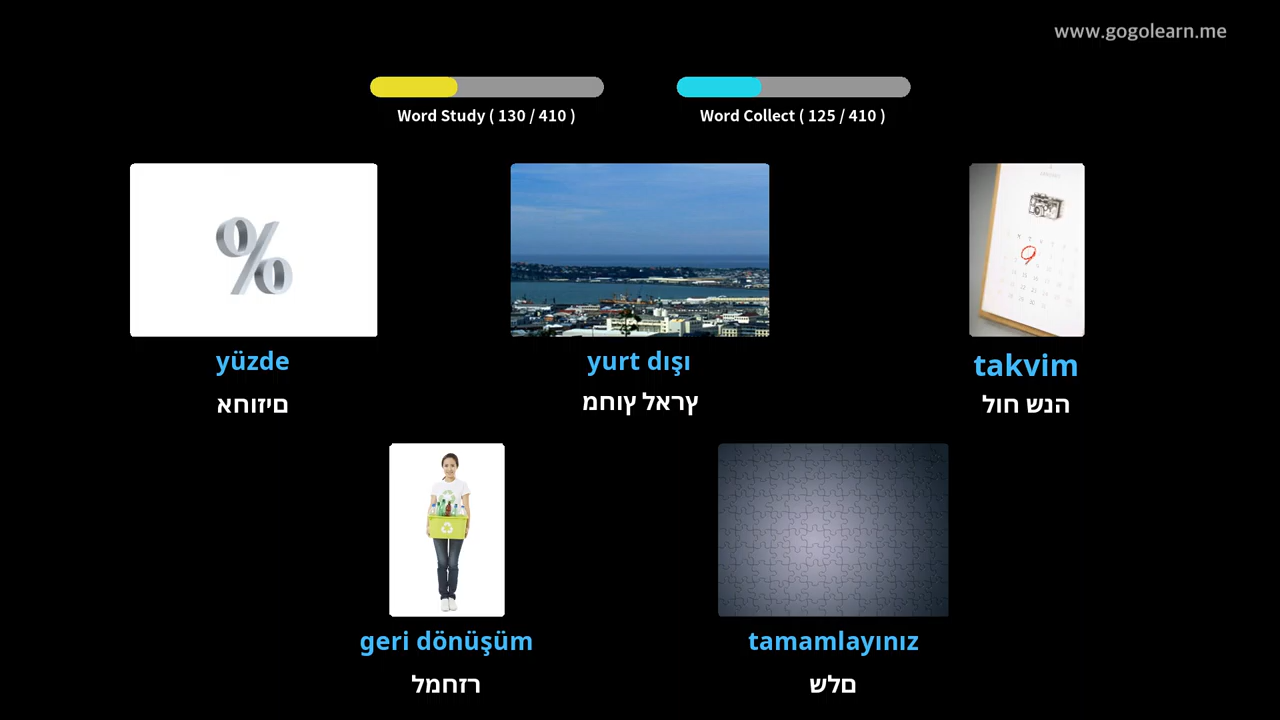 www.gogolearn.me
Word Study ( 130 / 410 )
Word Collect ( 125 / 410 )
yüzde
אחוזים
yurt dışı
מחוץ לארץ
takvim
לוח שנה
geri dönüşüm
למחזר
tamamlayınız
שלם